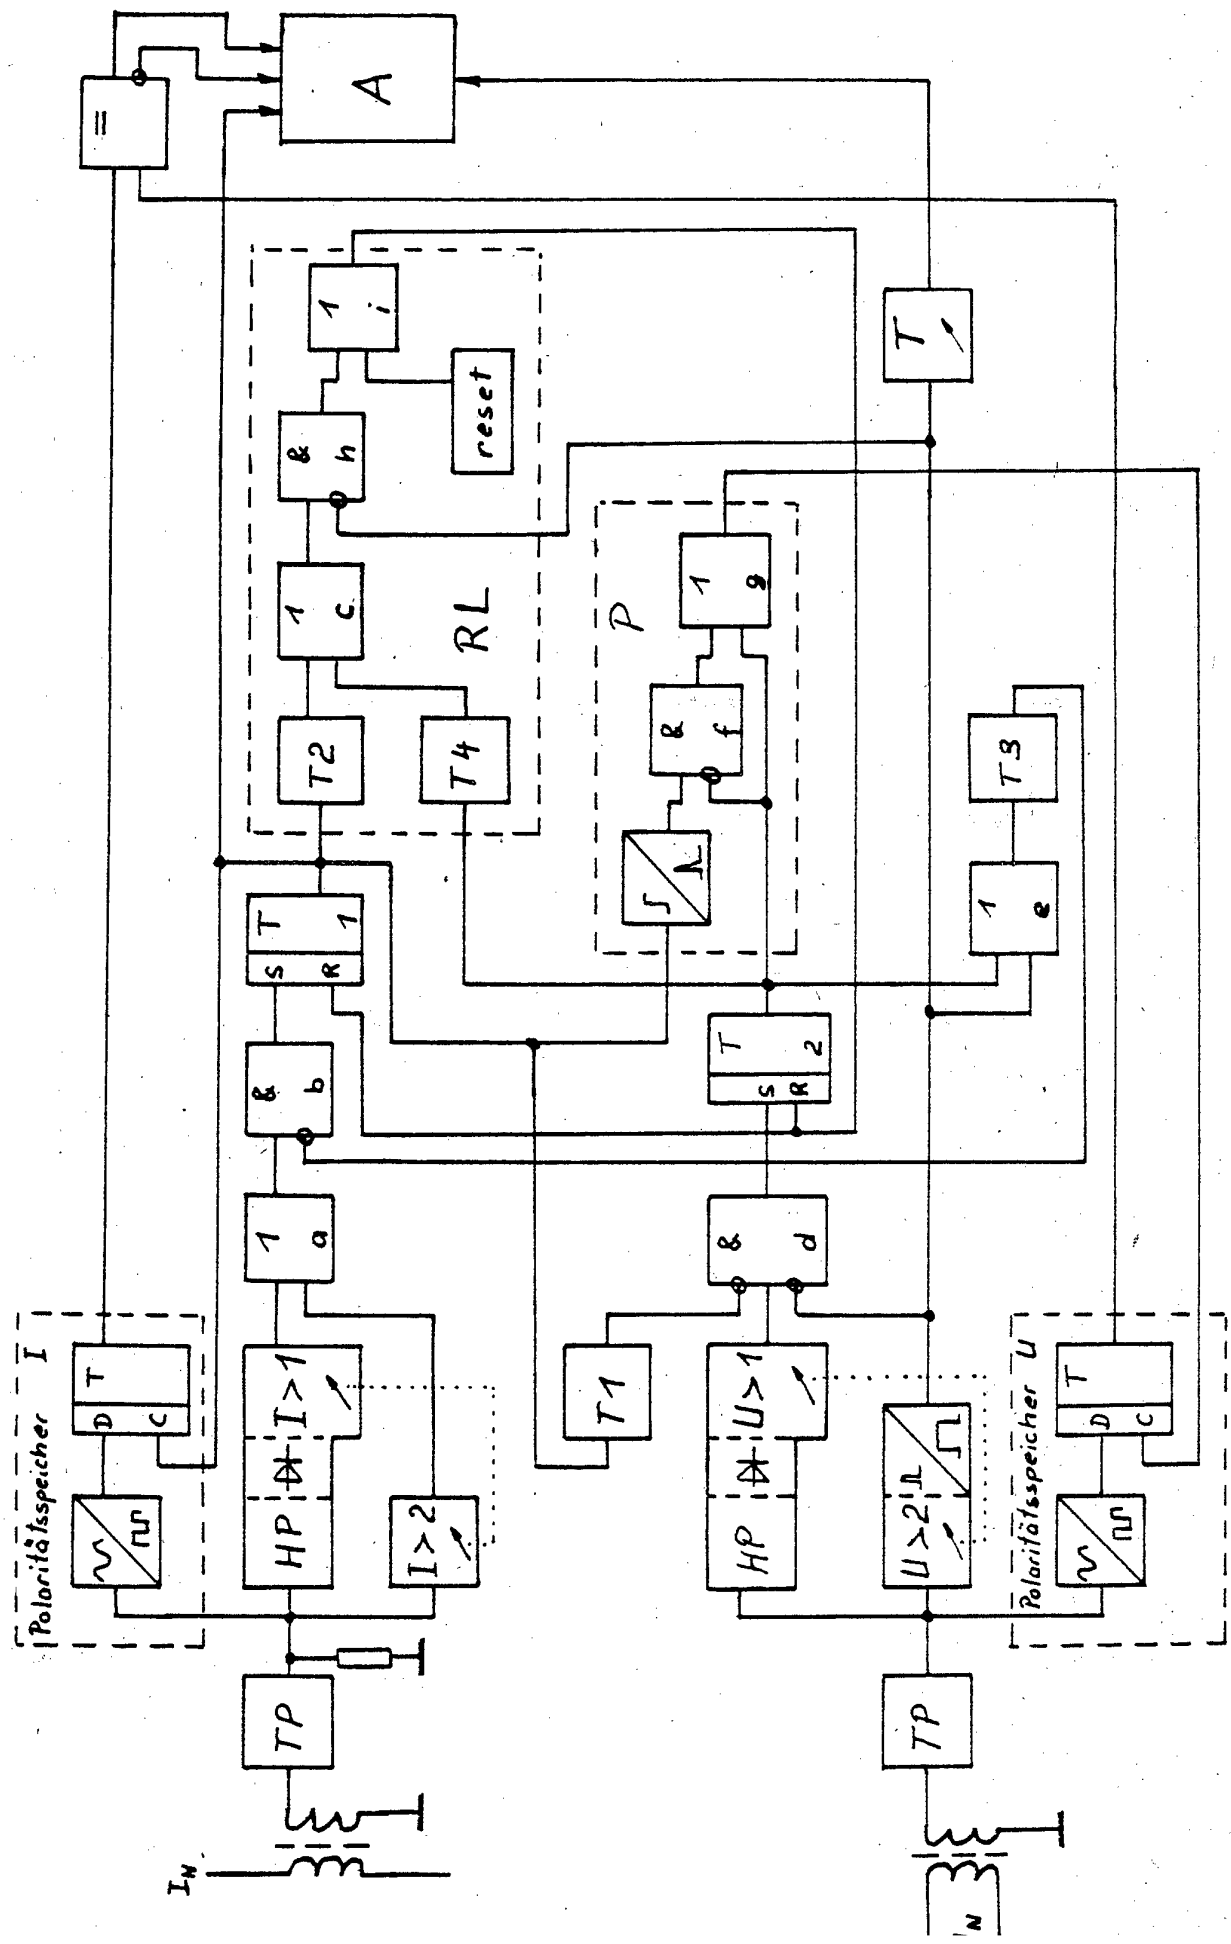 Polaritätsspeicher I
D
C
T
=
I_N
TP
HP
I>1
1
a
&
b
S
R
T
1
T2
1
c
&
h
1
i
A
I>2
T4
RL
reset
T1
P
&
f
1
g
HP
U>1
&
d
S
R
T
2
N
TP
U>2
1
e
T3
T
Polaritätsspeicher U
D
C
T